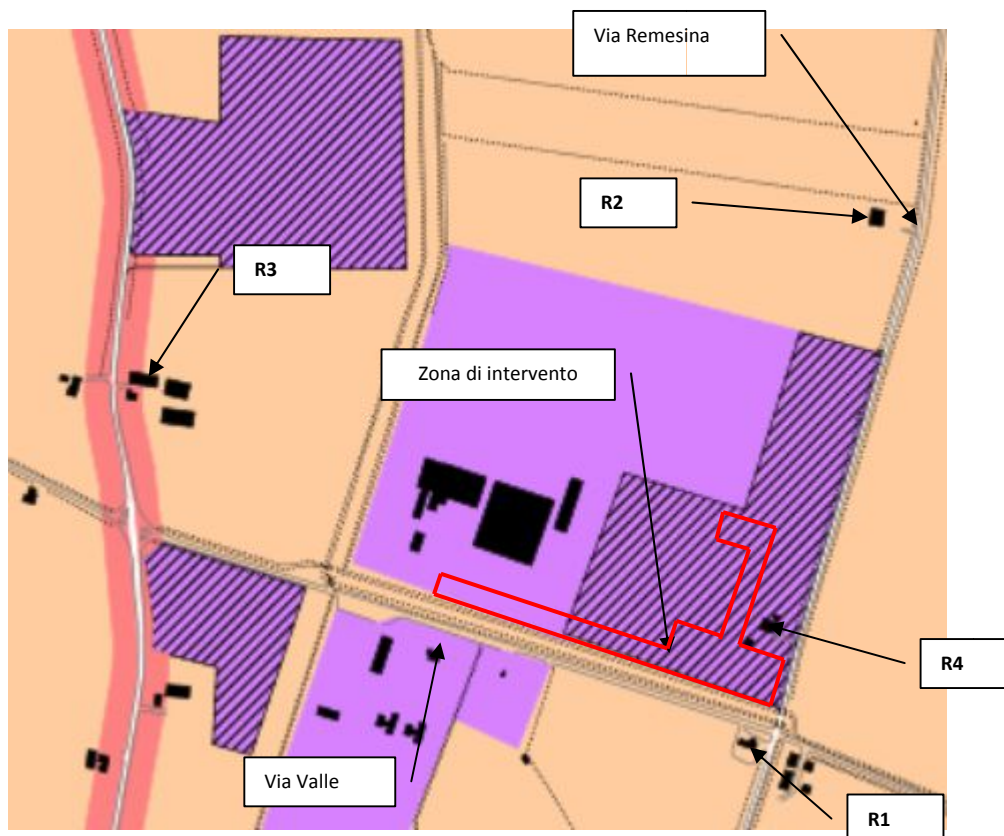 Via Remesina
R2
R3
Zona di intervento
R4
Via Valle
R1